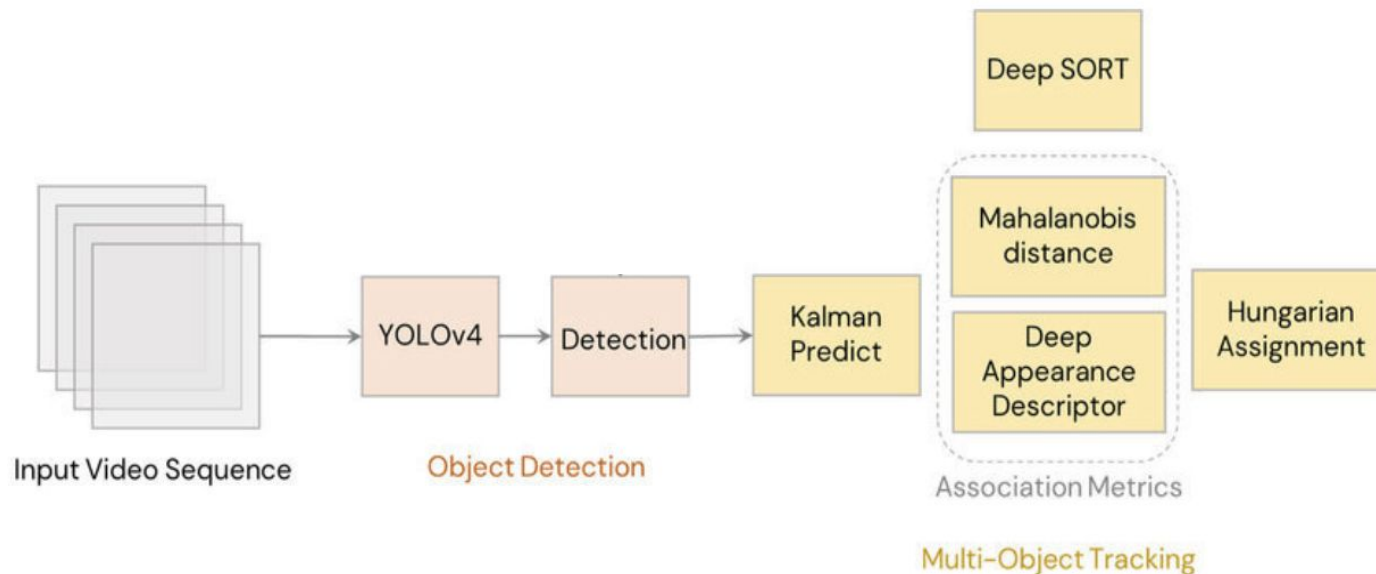 Deep SORT
Mahalanobis
distance
YOLOv4
Detection
Kalman
Predict
Deep
Appearance
Descriptor
Hungarian
Assignment
Input Video Sequence
Object Detection
Association Metrics
Multi-Object Tracking